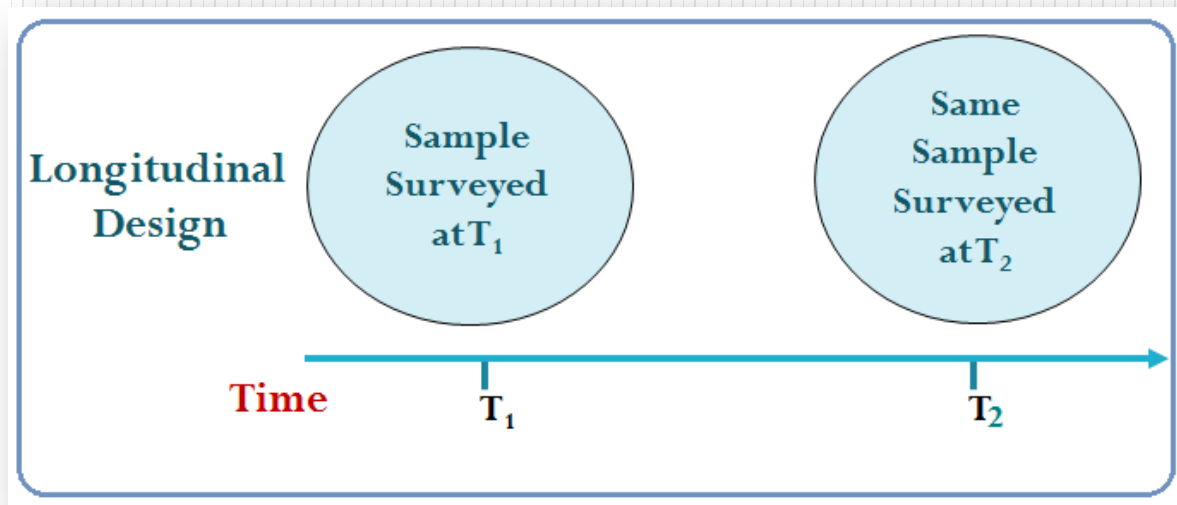 Longitudinal
Design
Sample
Surveyed
at T₁
Same
Sample
Surveyed
at T₂
Time
T₁
T₂